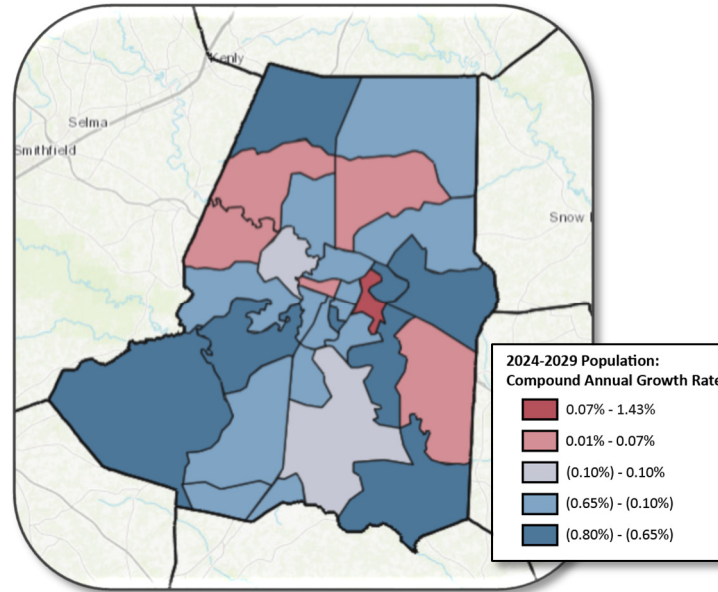 Kenly
Selma
Smithfield
Snow
2024-2029 Population:
Compound Annual Growth Rate
0.07% - 1.43%
0.01% - 0.07%
(0.10%) - 0.10%
(0.65%) - (0.10%)
(0.80%) - (0.65%)